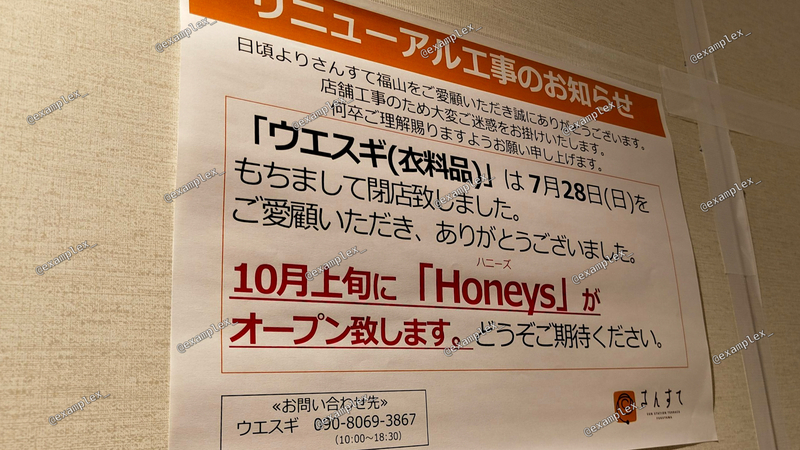 リニューアル工事のお知らせ
日頃よりさんすて福山をご愛顧いただき誠にありがとうございます。
店舗工事のため大変ご迷惑をお掛けいたします。
何卒ご理解賜りますようお願い申し上げます。
「ウエスギ(衣料品)」は7月28日(日)を
もちまして閉店致しました。
ご愛顧いただき、ありがとうございました。
ハニーズ
10月上旬に「Honeys」が
オープン致します。どうぞご期待ください。
≪お問い合わせ先≫
ウエスギ 090-8069-3867
(10:00~18:30)
さんすて
SAN STATION TERRACE
FUKUYAMA
@examplex_